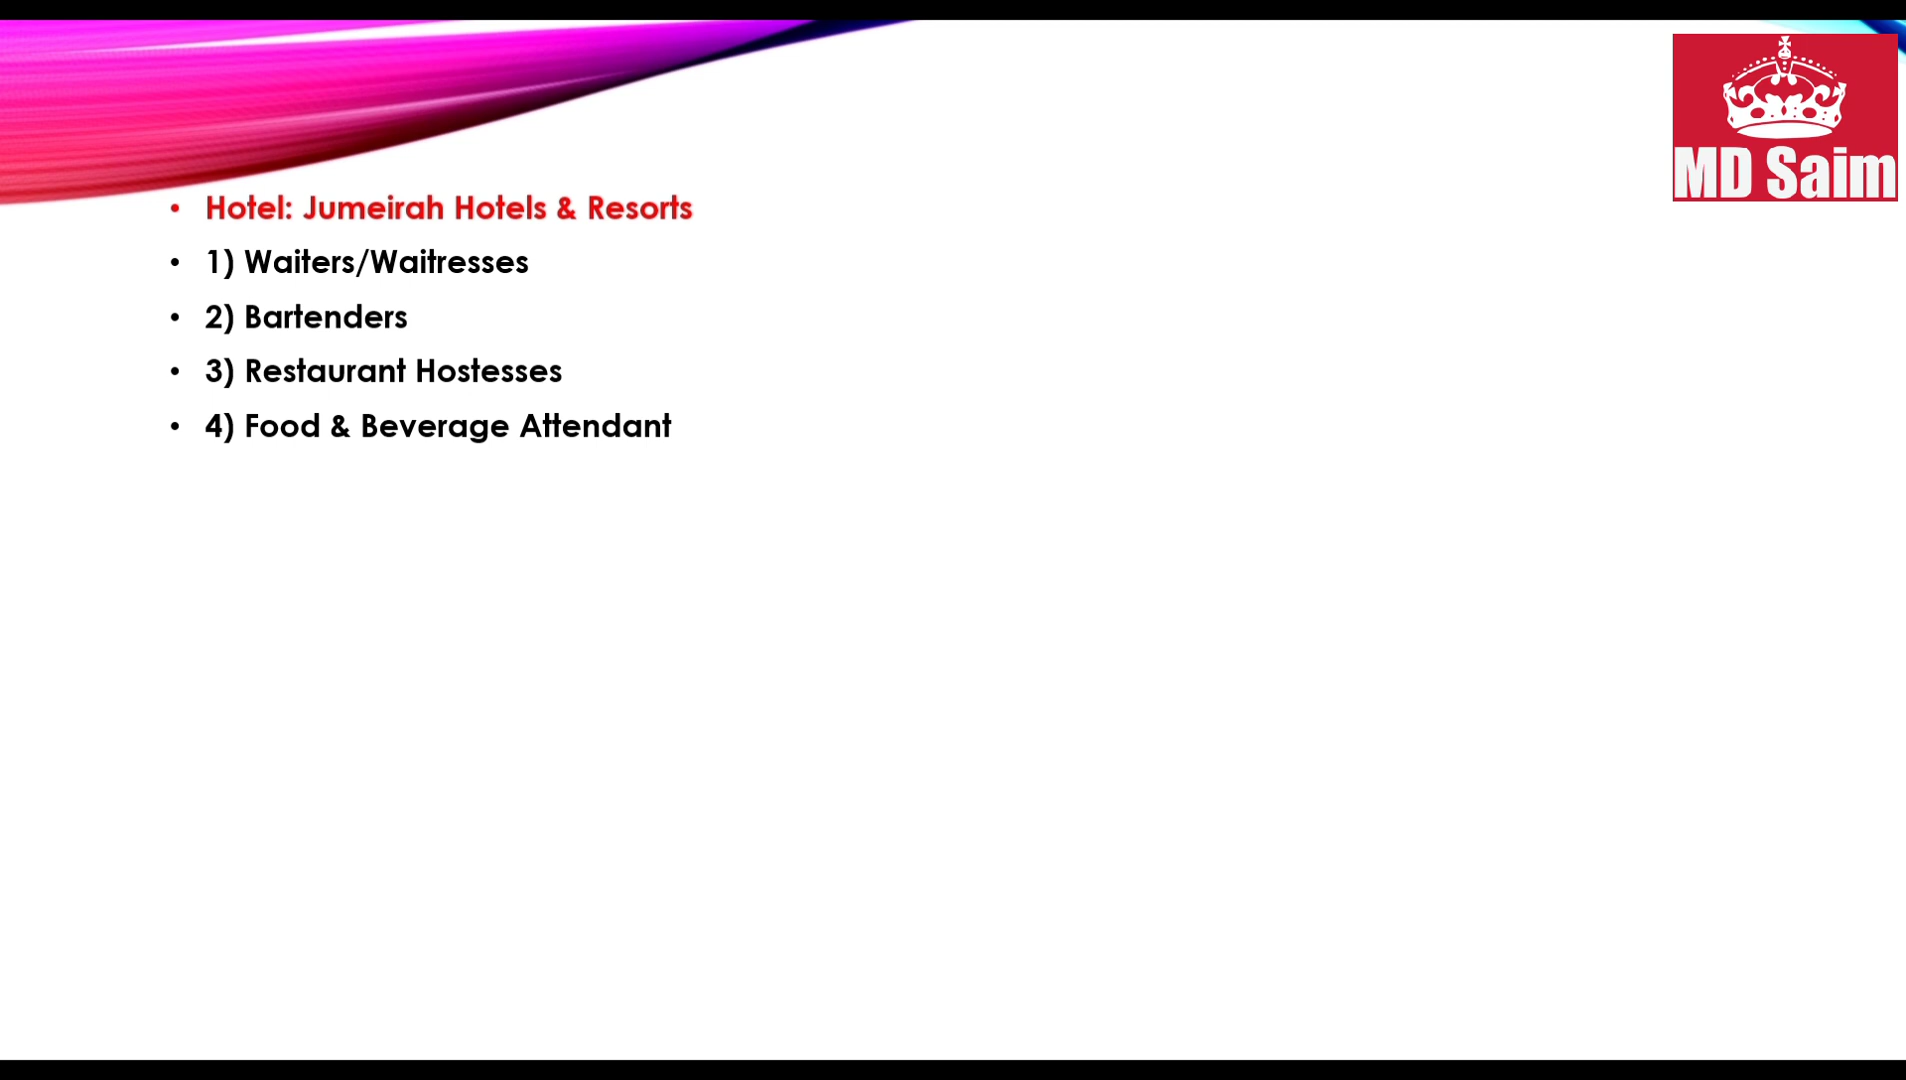 MD Saim
• Hotel: Jumeirah Hotels & Resorts
• 1) Waiters/Waitresses
• 2) Bartenders
• 3) Restaurant Hostesses
• 4) Food & Beverage Attendant